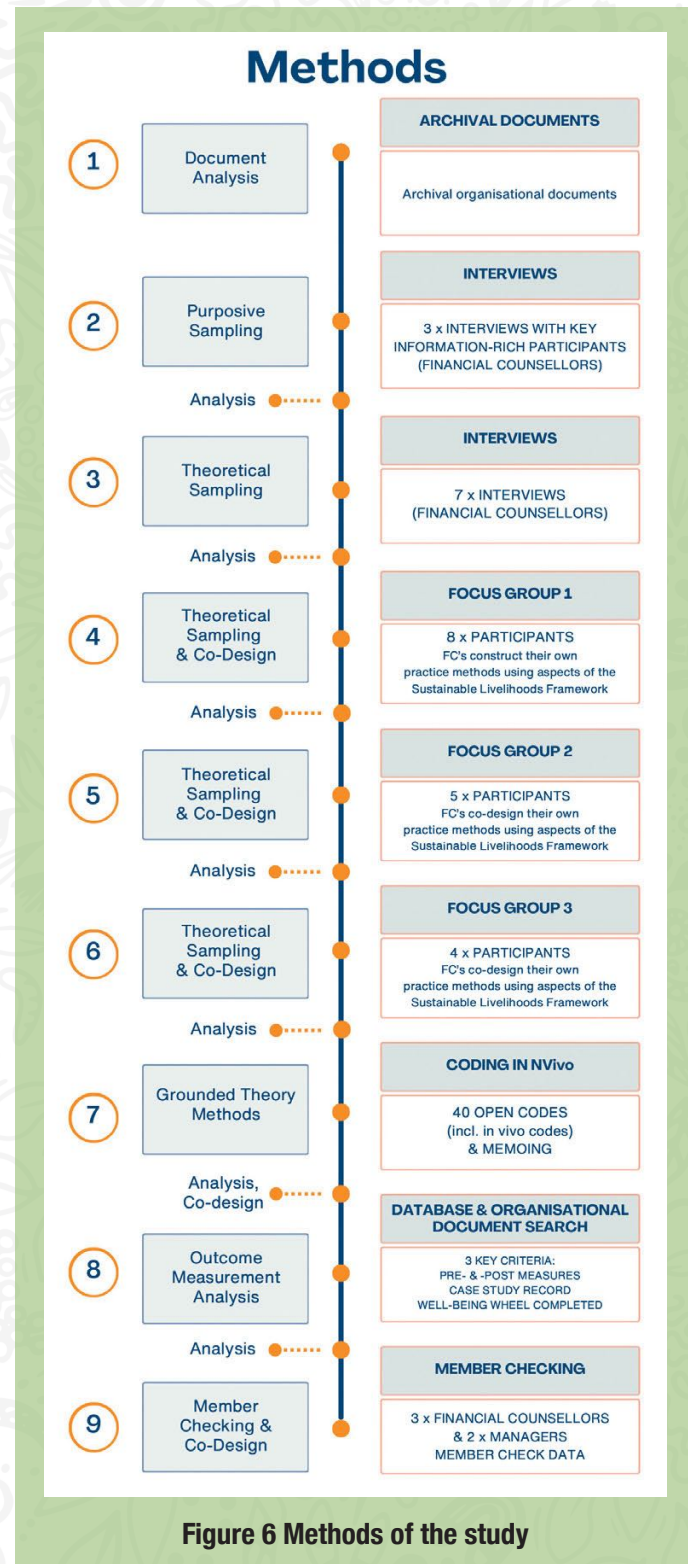 Methods
1
Document
Analysis
ARCHIVAL DOCUMENTS
Archival organisational documents
2
Purposive
Sampling
INTERVIEWS
3 x INTERVIEWS WITH KEY
INFORMATION-RICH PARTICIPANTS
(FINANCIAL COUNSELLORS)
Analysis
3
Theoretical
Sampling
INTERVIEWS
7 x INTERVIEWS
(FINANCIAL COUNSELLORS)
Analysis
4
Theoretical
Sampling
& Co-Design
FOCUS GROUP 1
8 x PARTICIPANTS
FC's construct their own
practice methods using aspects of the
Sustainable Livelihoods Framework
Analysis
5
Theoretical
Sampling
& Co-Design
FOCUS GROUP 2
5 x PARTICIPANTS
FC's co-design their own
practice methods using aspects of the
Sustainable Livelihoods Framework
Analysis
6
Theoretical
Sampling
& Co-Design
FOCUS GROUP 3
4 x PARTICIPANTS
FC's co-design their own
practice methods using aspects of the
Sustainable Livelihoods Framework
Analysis
7
Grounded Theory
Methods
CODING IN NVivo
40 OPEN CODES
(incl. in vivo codes)
& MEMOING
Analysis,
Co-design
8
Outcome
Measurement
Analysis
DATABASE & ORGANISATIONAL
DOCUMENT SEARCH
3 KEY CRITERIA:
PRE- & -POST MEASURES
CASE STUDY RECORD
WELL-BEING WHEEL COMPLETED
Analysis
9
Member
Checking &
Co-Design
MEMBER CHECKING
3 x FINANCIAL COUNSELLORS
& 2 x MANAGERS
MEMBER CHECK DATA
Figure 6 Methods of the study